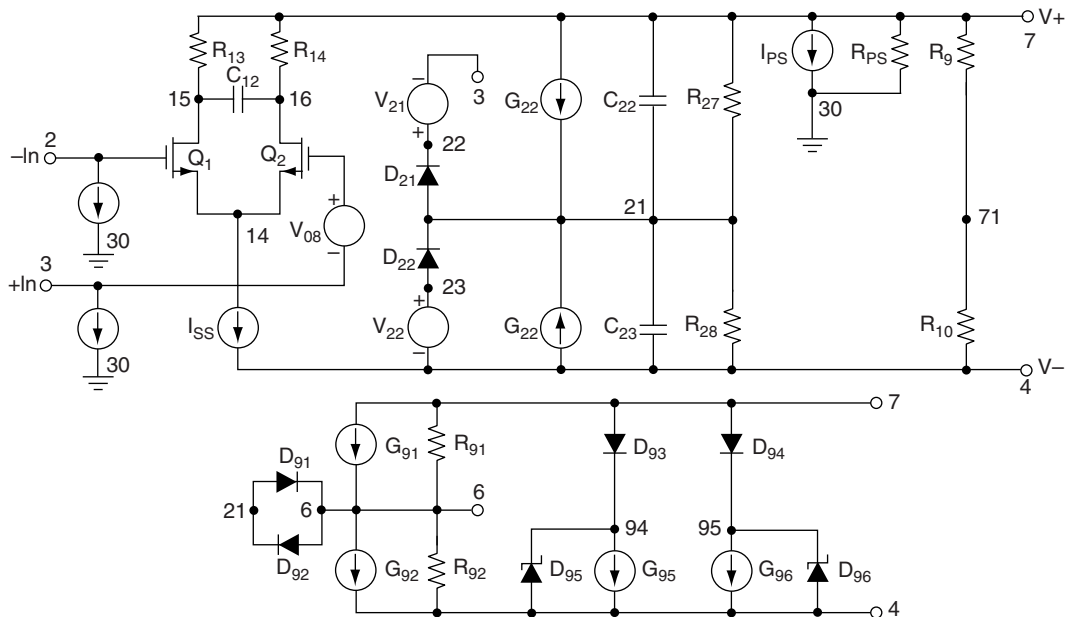 V+
7
R13
R14
C12
15
16
−In
2
Q1
Q2
30
14
V08
+
−
+In
3
30
ISS
−
V21
+
3
22
D21
D22
23
+
V22
−
G22
C22
R27
21
G22
C23
R28
IPS
RPS
30
R9
71
R10
V−
4
7
G91
R91
D93
D94
D91
21
6
6
D92
G92
R92
94
95
D95
G95
G96
D96
4